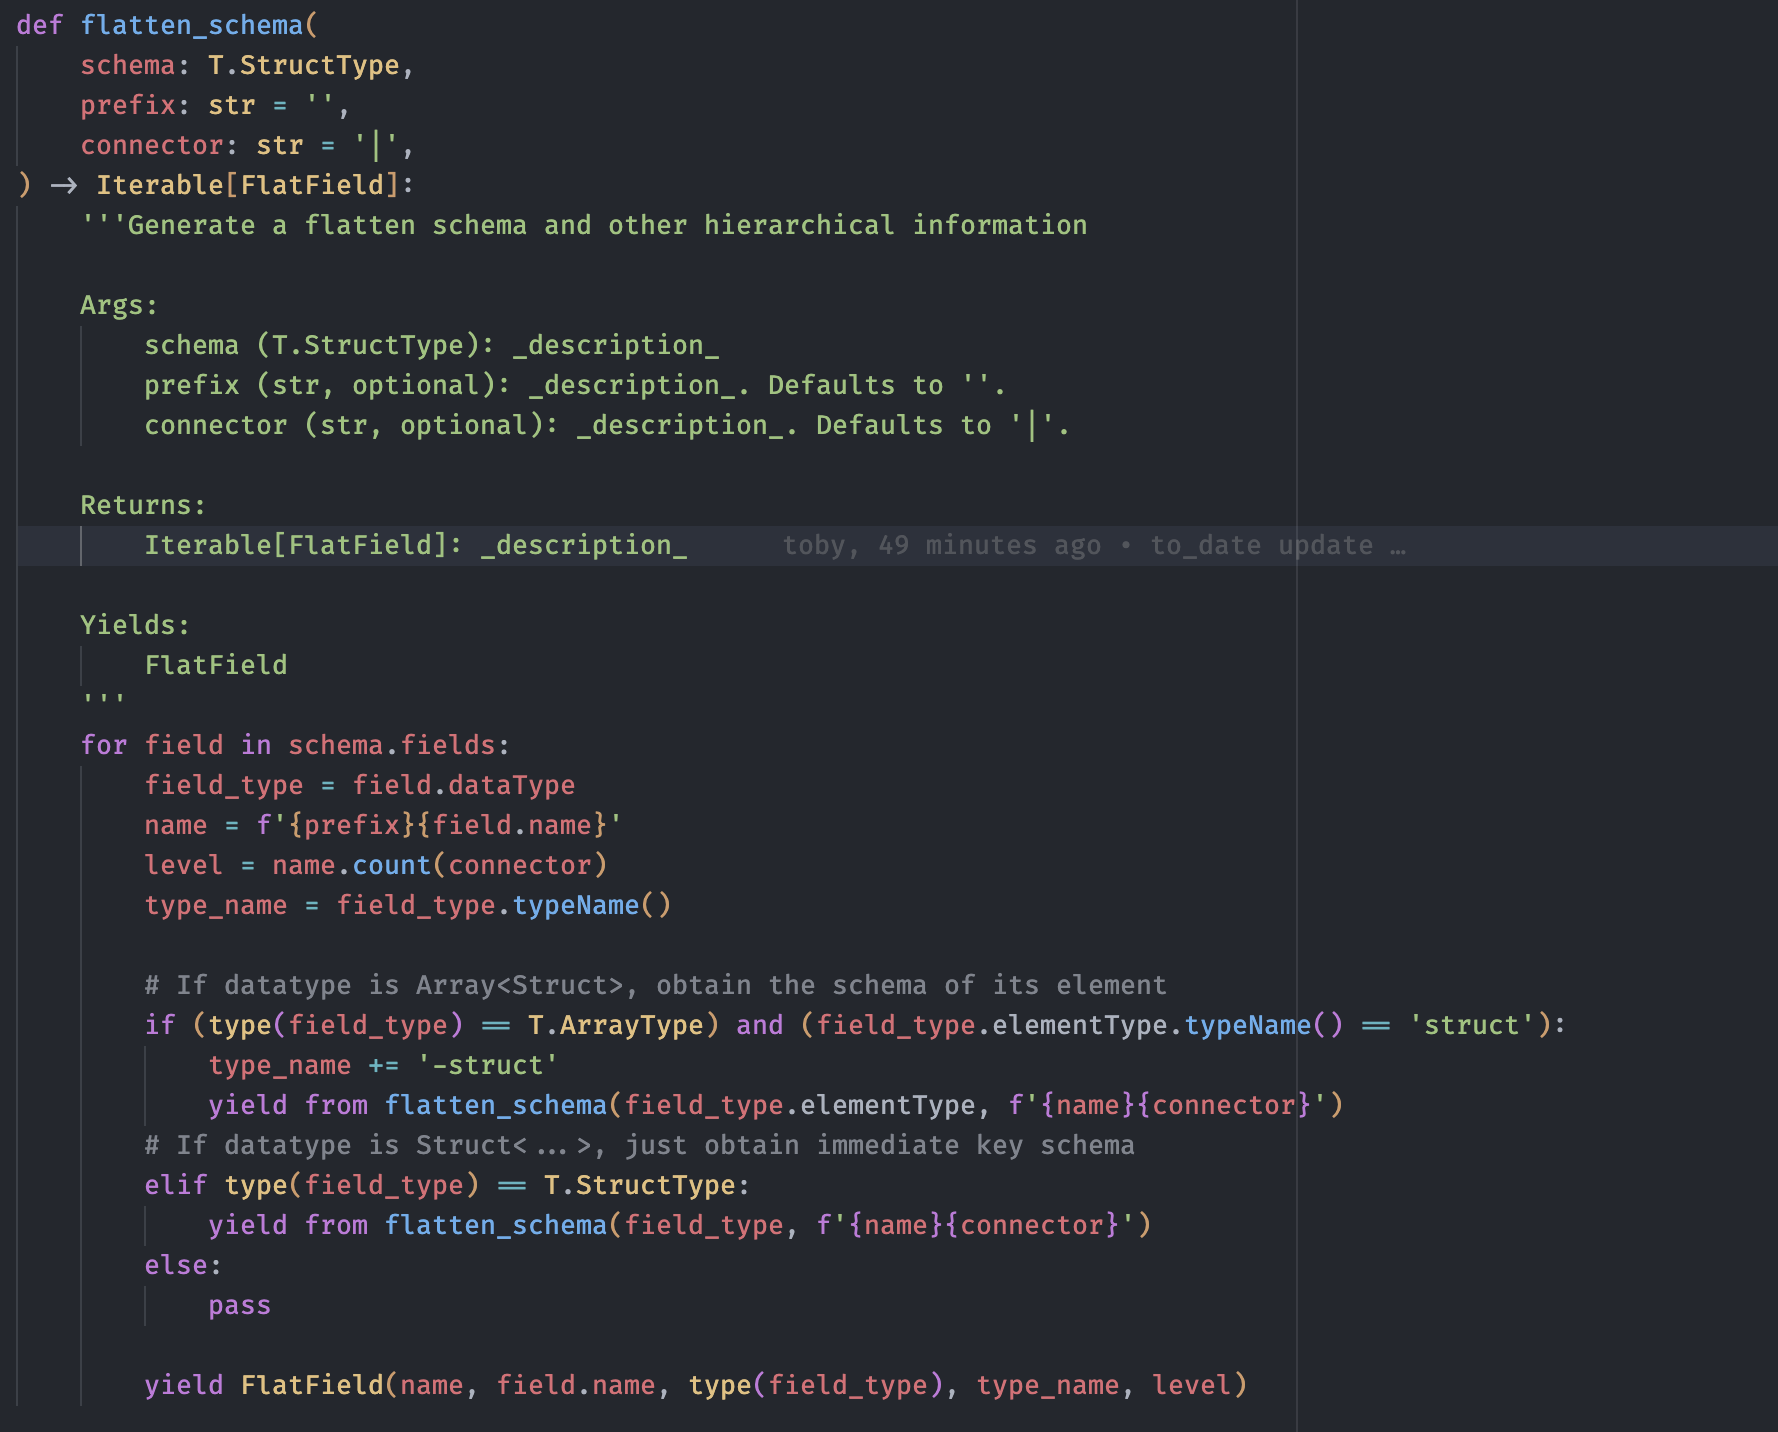 def flatten_schema(
    schema: T.StructType,
    prefix: str = '',
    connector: str = '|',
) -> Iterable[FlatField]:
    '''Generate a flatten schema and other hierarchical information

    Args:
        schema (T.StructType): _description_
        prefix (str, optional): _description_. Defaults to ''.
        connector (str, optional): _description_. Defaults to '|'.

    Returns:
        Iterable[FlatField]: _description_      toby, 49 minutes ago • to_date update …

    Yields:
        FlatField
    '''
    for field in schema.fields:
        field_type = field.dataType
        name = f'{prefix}{field.name}'
        level = name.count(connector)
        type_name = field_type.typeName()

        # If datatype is Array<Struct>, obtain the schema of its element
        if (type(field_type) == T.ArrayType) and (field_type.elementType.typeName() == 'struct'):
            type_name += '-struct'
            yield from flatten_schema(field_type.elementType, f'{name}{connector}')
        # If datatype is Struct<...>, just obtain immediate key schema
        elif type(field_type) == T.StructType:
            yield from flatten_schema(field_type, f'{name}{connector}')
        else:
            pass

        yield FlatField(name, field.name, type(field_type), type_name, level)